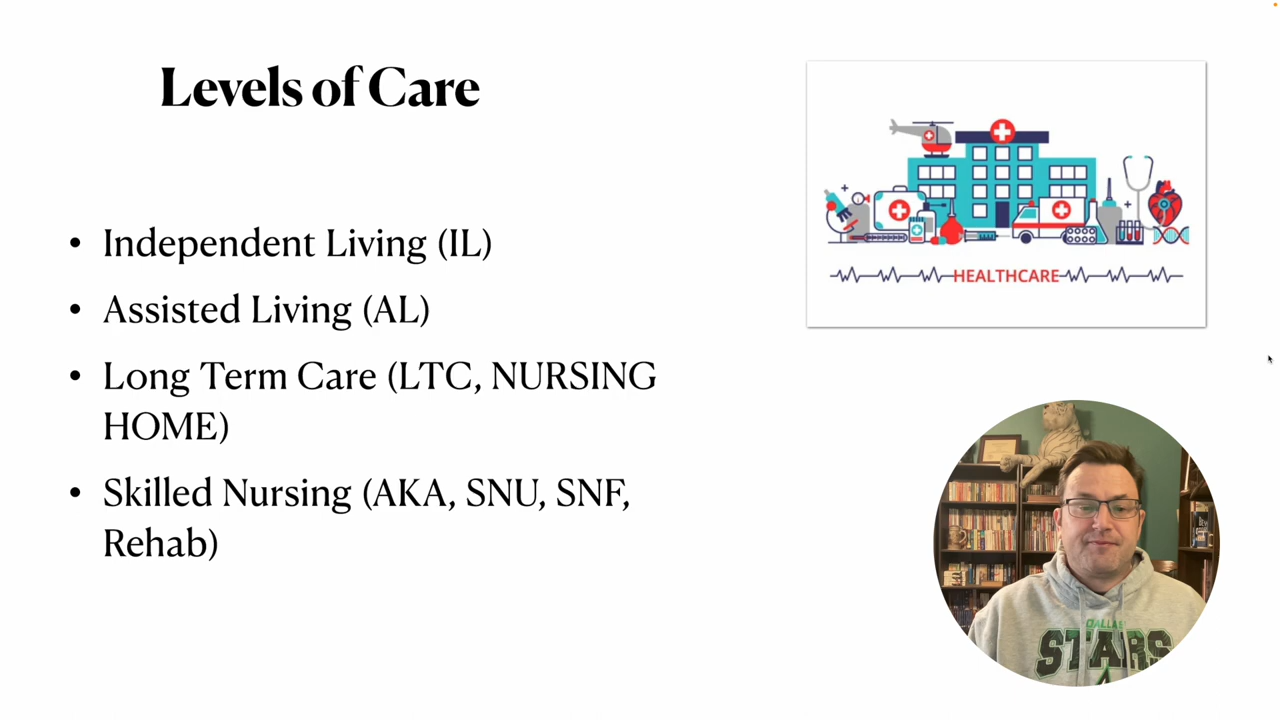 Levels of Care
• Independent Living (IL)
• Assisted Living (AL)
• Long Term Care (LTC, NURSING
HOME)
• Skilled Nursing (AKA, SNU, SNF,
Rehab)
HEALTHCARE
DALLAS
STARS